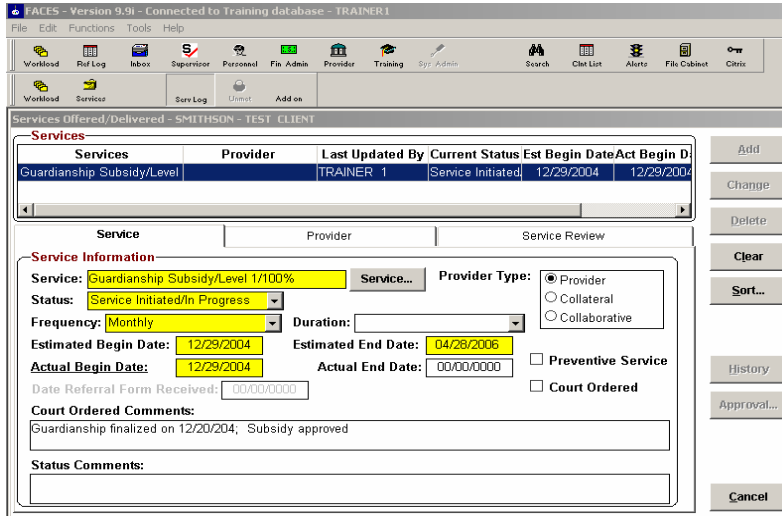 FACES - Version 9.9i - Connected to Training database - TRAINER1
File Edit Functions Tools Help
Workload Ref Log Inbox Supervisor Personnel Fin Admin Provider Training Sys Admin Search Clnt List Alerts File Cabinet Citrix
Workload Services Serv Log Unmet Add on
Services Offered/Delivered - SMITHSON - TEST CLIENT
Services
Services Provider Last Updated By Current Status Est Begin Date Act Begin D
Guardianship Subsidy/Level TRAINER 1 Service Initiated 12/29/2004 12/29/2004
Add
Change
Delete
Clear
Sort...
History
Approval...
Cancel
Service Provider Service Review
Service Information
Service: Guardianship Subsidy/Level 1/100% Service... Provider Type: Provider
Status: Service Initiated/In Progress Collateral
Frequency: Monthly Duration: Collaborative
Estimated Begin Date: 12/29/2004 Estimated End Date: 04/28/2006
Actual Begin Date: 12/29/2004 Actual End Date: 00/00/0000 Preventive Service
Date Referral Form Received: 00/00/0000 Court Ordered
Court Ordered Comments:
Guardianship finalized on 12/20/204; Subsidy approved
Status Comments: